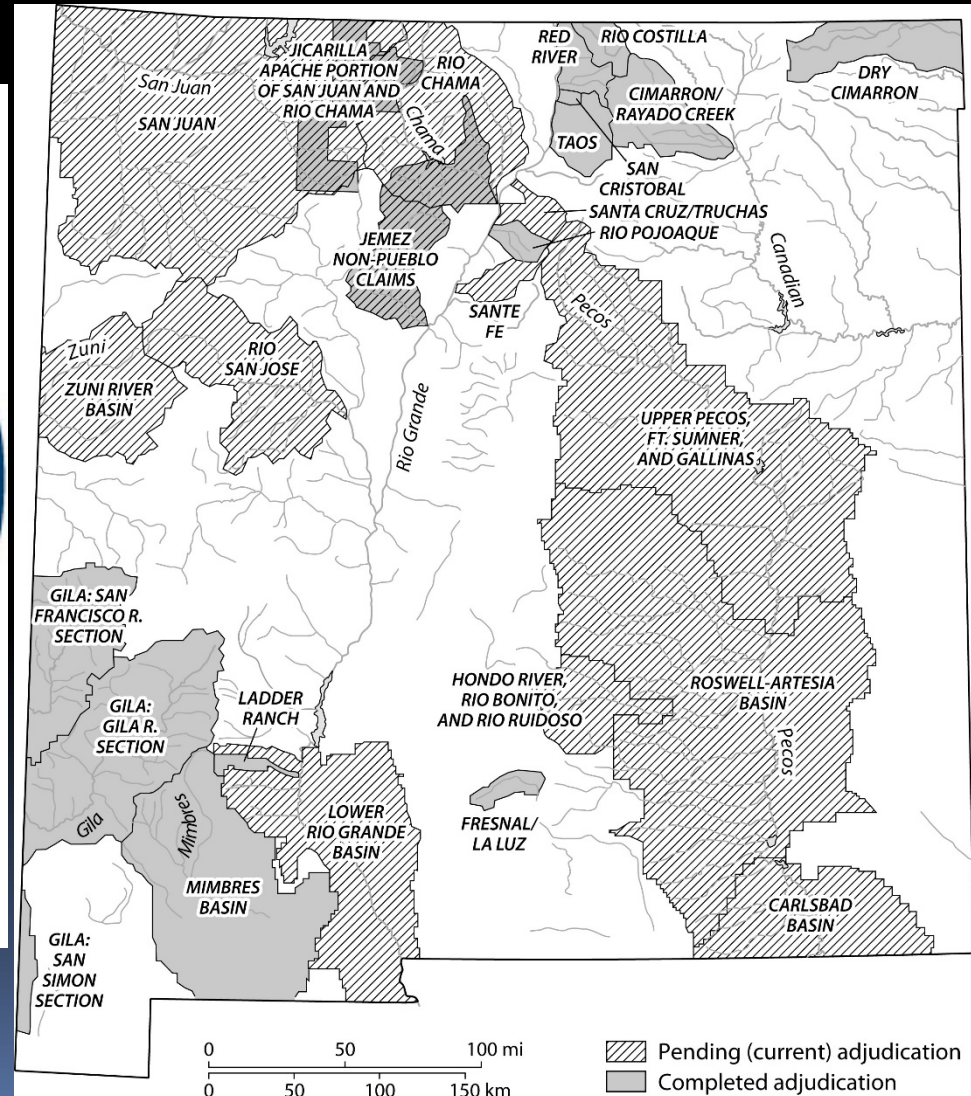 San Juan
SAN JUAN
JICARILLA
APACHE PORTION
OF SAN JUAN AND
RIO CHAMA
RIO
CHAMA
Chama
RED
RIVER
RIO COSTILLA
CIMARRON/
RAYADO CREEK
DRY
CIMARRON
TAOS
SAN
CRISTOBAL
SANTA CRUZ/TRUCHAS
RIO POJOAQUE
JEMEZ
NON-PUEBLO
CLAIMS
SANTE
FE
Pecos
Canadian
Zuni
ZUNI RIVER
BASIN
RIO
SAN JOSE
Rio Grande
UPPER PECOS,
FT. SUMNER,
AND GALLINAS
GILA: SAN
FRANCISCO R.
SECTION
GILA:
GILA R.
SECTION
LADDER
RANCH
HONDO RIVER,
RIO BONITO,
AND RIO RUIDOSO
ROSWELL-ARTESIA
BASIN
Pecos
Gila
Mimbres
MIMBRES
BASIN
LOWER
RIO GRANDE
BASIN
FRESNAL/
LA LUZ
CARLSBAD
BASIN
GILA:
SAN
SIMON
SECTION
0 50 100 mi
0 50 100 150 km
Pending (current) adjudication
Completed adjudication